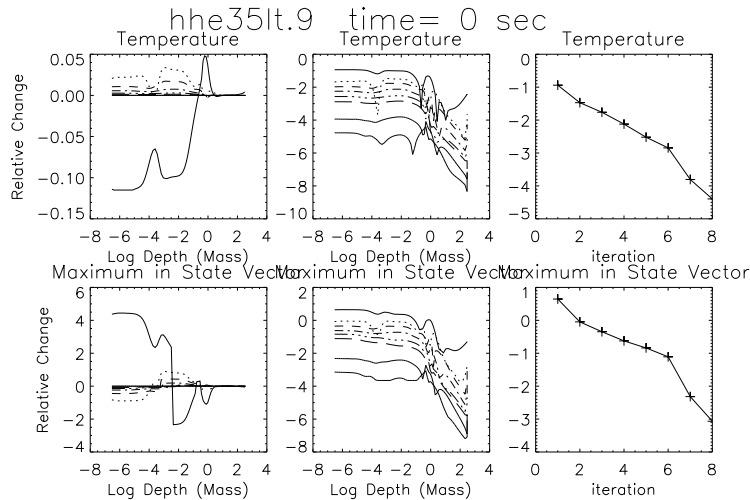 hhe35lt.9 time= 0 sec
Temperature Temperature Temperature
0.05
0.00
−0.05
−0.10
−0.15
0
−2
−4
−6
−8
−10
0
−1
−2
−3
−4
−5
Relative Change
−8 −6 −4 −2 0 2 4
−8 −6 −4 −2 0 2 4
0 2 4 6 8
Log Depth (Mass) Log Depth (Mass) iteration
Maximum in State Vector Maximum in State Vector Maximum in State Vector
6
4
2
0
−2
−4
2
0
−2
−4
−6
−8
1
0
−1
−2
−3
−4
Relative Change
−8 −6 −4 −2 0 2 4
−8 −6 −4 −2 0 2 4
0 2 4 6 8
Log Depth (Mass) Log Depth (Mass) iteration